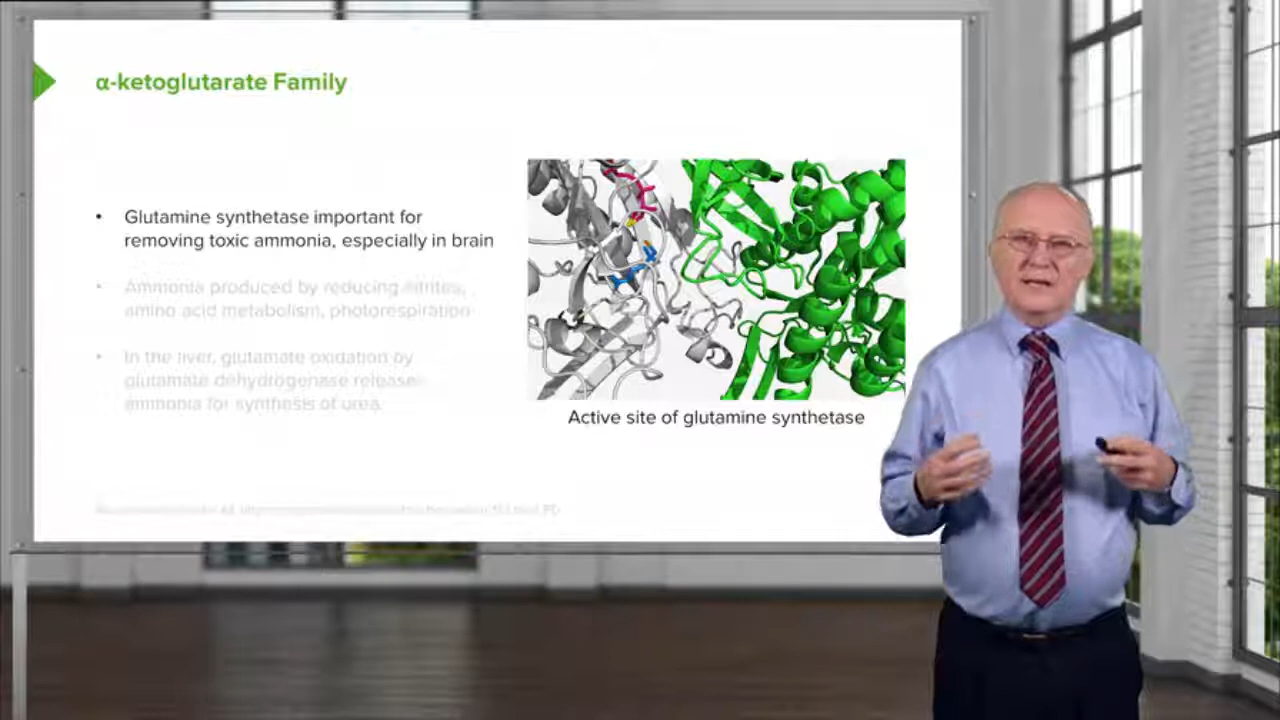 α-ketoglutarate Family
• Glutamine synthetase important for
removing toxic ammonia, especially in brain
• Ammonia produced by reducing nitrites,
amino acid metabolism, photorespiration
• In the liver, glutamate oxidation by
glutamate dehydrogenase releases
ammonia for synthesis of urea.
Active site of glutamine synthetase